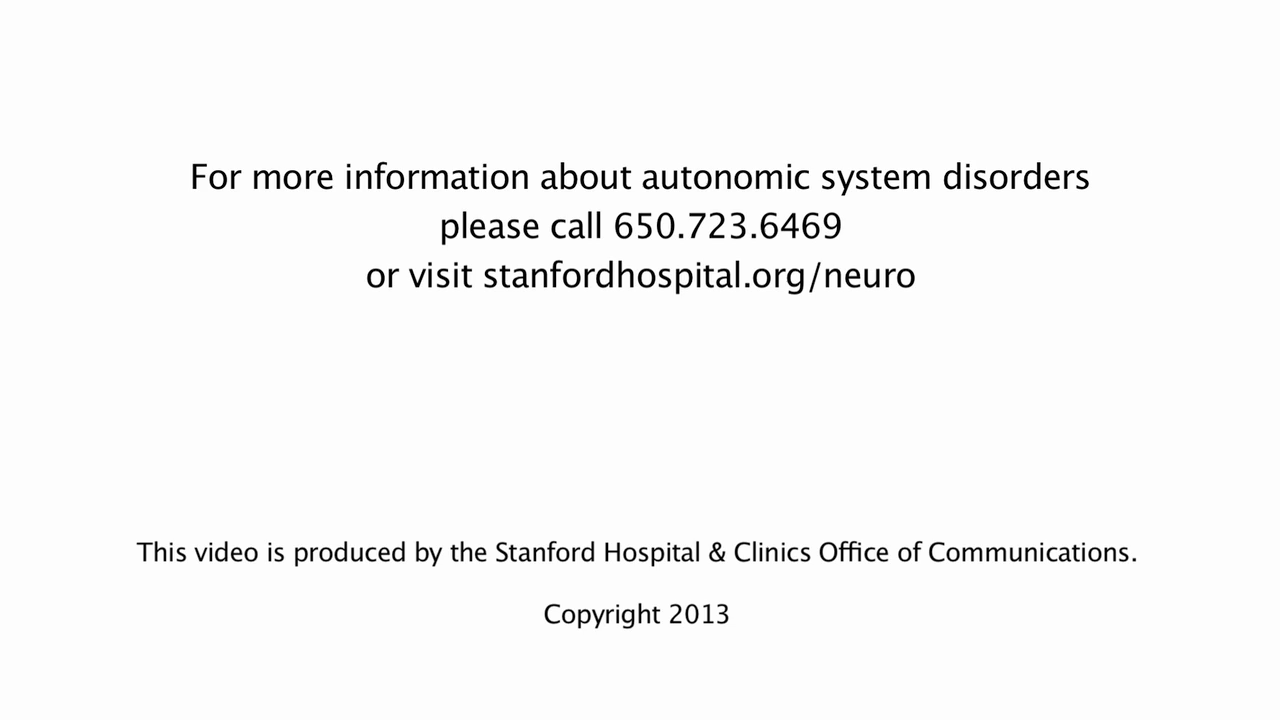 For more information about autonomic system disorders
please call 650.723.6469
or visit stanfordhospital.org/neuro
This video is produced by the Stanford Hospital & Clinics Office of Communications.
Copyright 2013